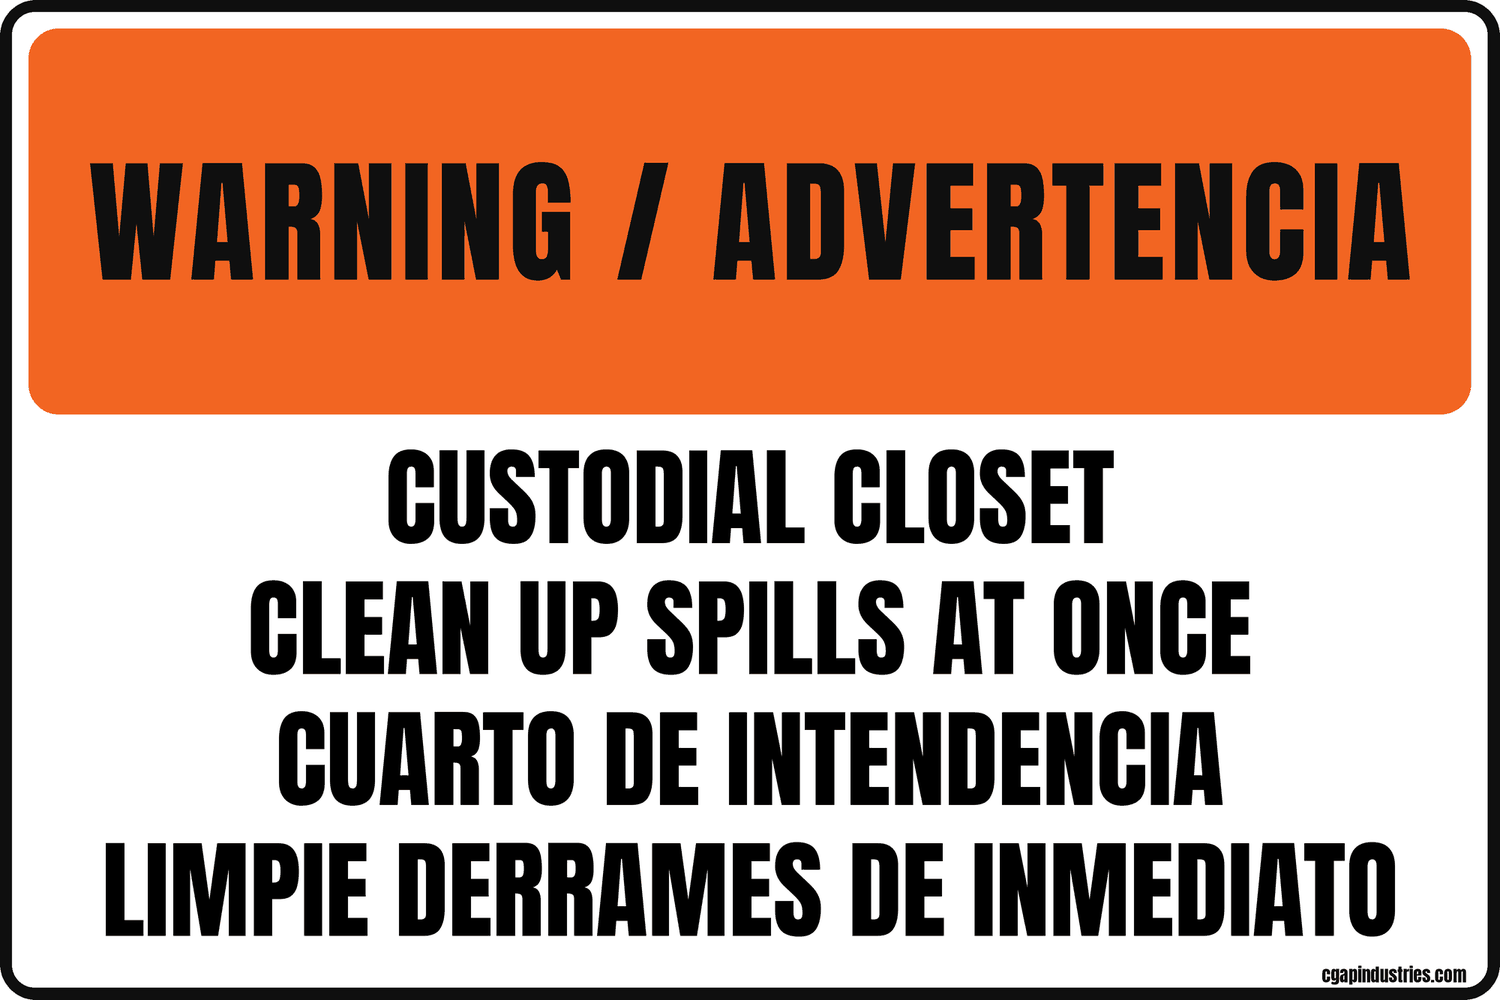 WARNING / ADVERTENCIA
CUSTODIAL CLOSET
CLEAN UP SPILLS AT ONCE
CUARTO DE INTENDENCIA
LIMPIE DERRAMES DE INMEDIATO
cgapindustries.com